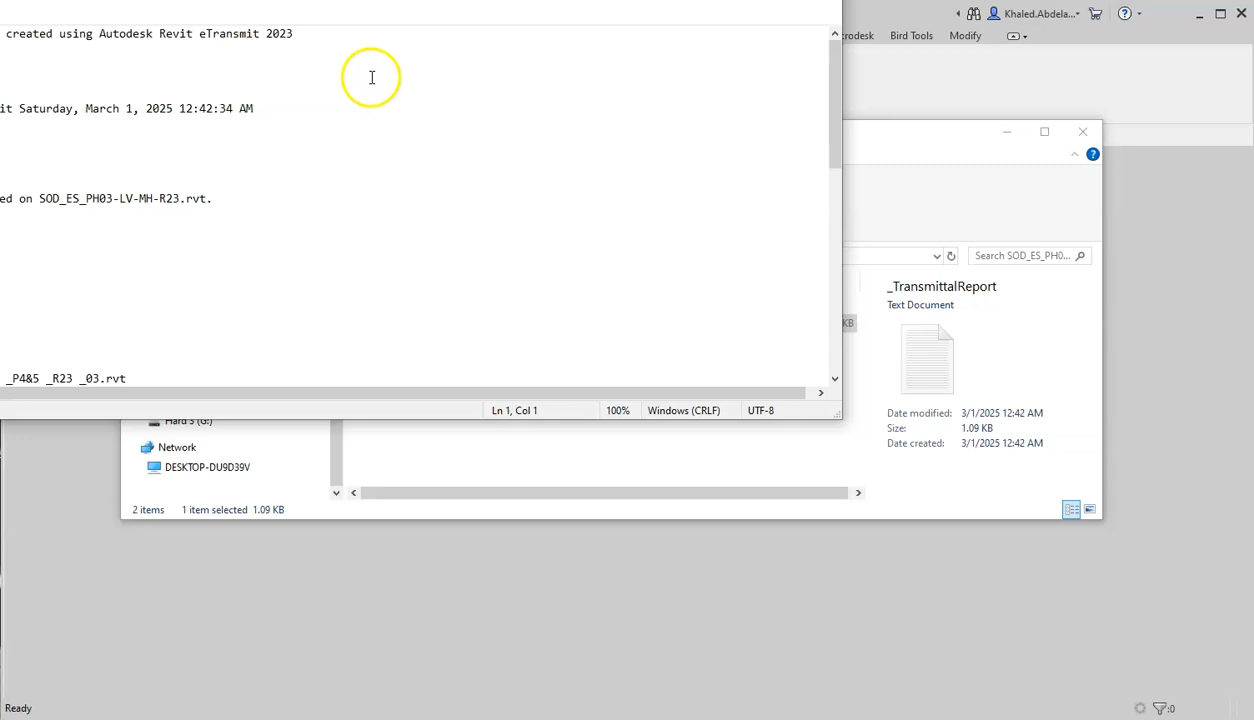 Khaled.Abdela...
Bird Tools
Modify
created using Autodesk Revit eTransmit 2023
it Saturday, March 1, 2025 12:42:34 AM
ed on SOD_ES_PH03-LV-MH-R23.rvt.
_P4&5 _R23 _03.rvt
Ln 1, Col 1
100%
Windows (CRLF)
UTF-8
Search SOD_ES_PH0...
_TransmittalReport
Text Document
KB
Date modified: 3/1/2025 12:42 AM
Size: 1.09 KB
Date created: 3/1/2025 12:42 AM
Network
DESKTOP-DU9D39V
2 items
1 item selected 1.09 KB
Ready
:0